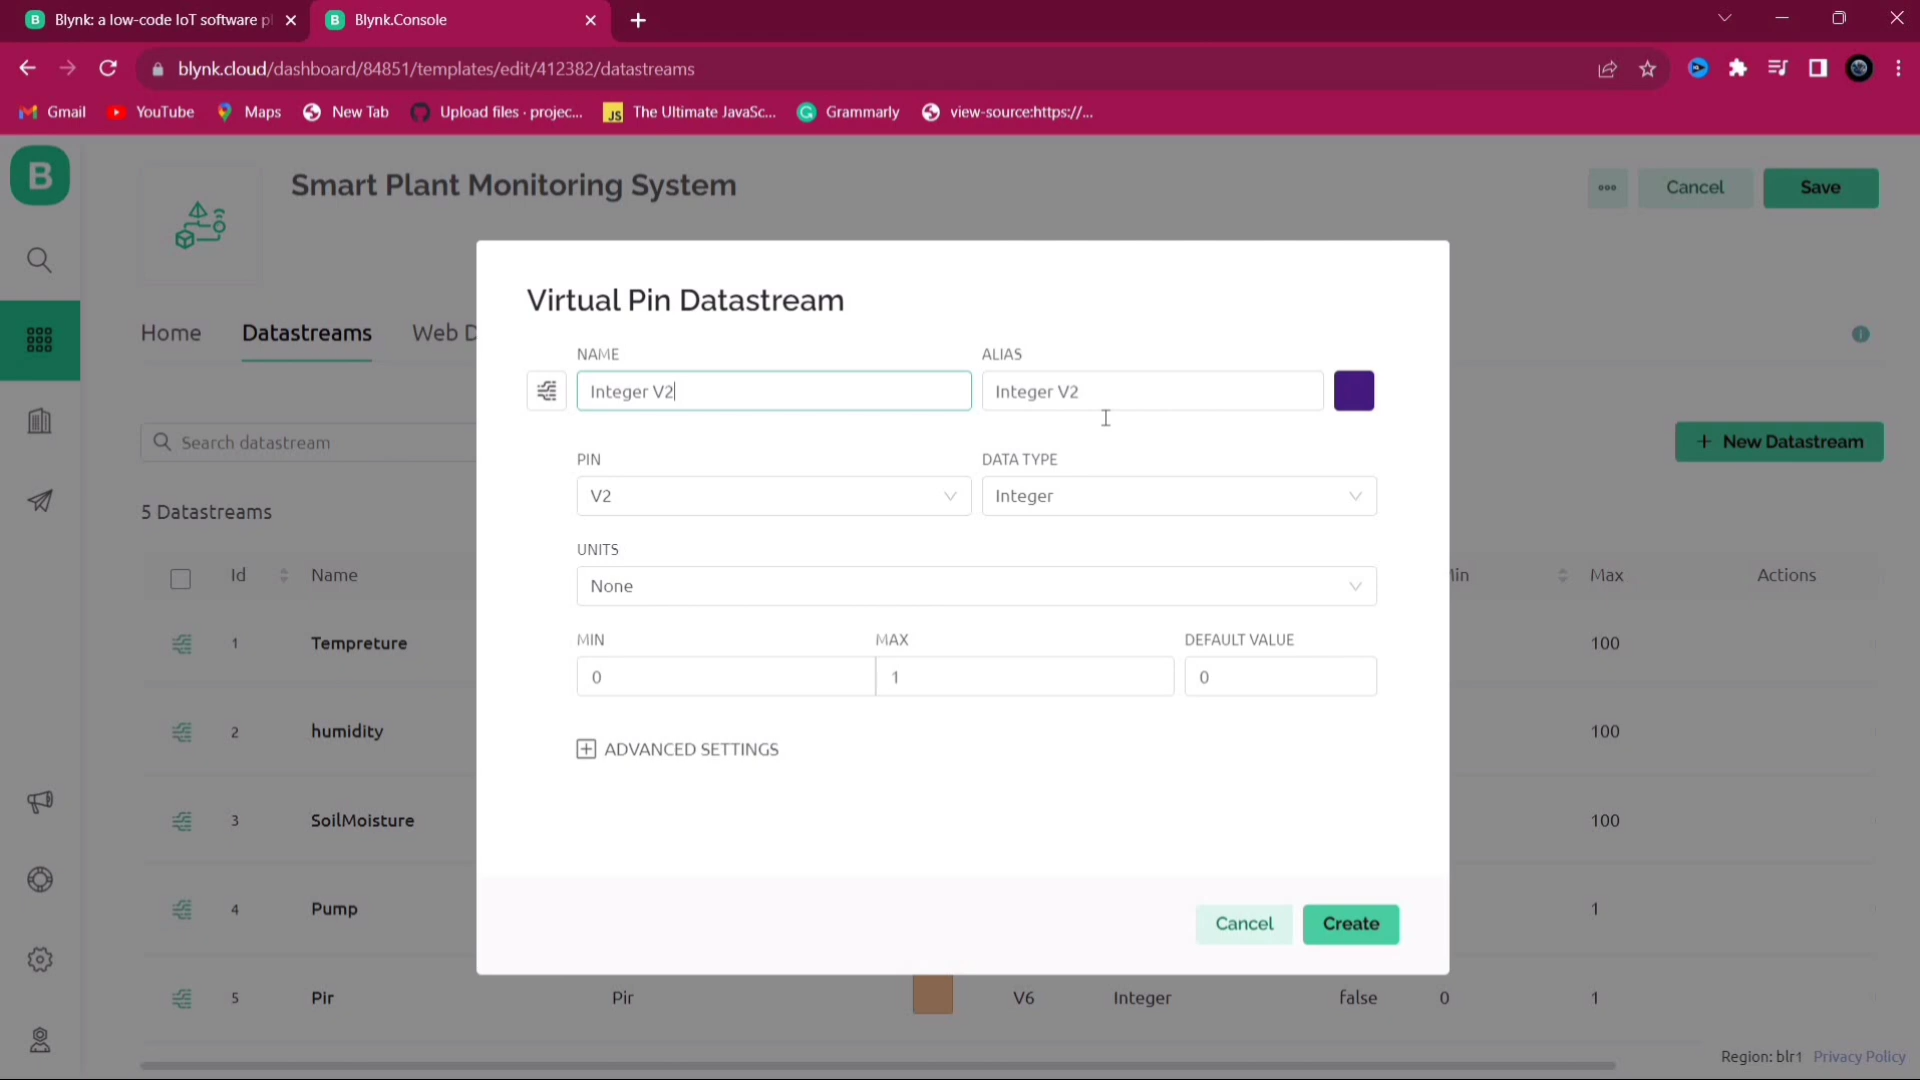 Blynk: a low-code IoT software pl
Blynk.Console
blynk.cloud/dashboard/84851/templates/edit/412382/datastreams
Gmail
YouTube
Maps
New Tab
Upload files · projec...
The Ultimate JavaSc...
Grammarly
view-source:https://...
B
Smart Plant Monitoring System
Cancel
Save
Home
Datastreams
Web D
Virtual Pin Datastream
NAME
ALIAS
Integer V2
Integer V2
Search datastream
+ New Datastream
PIN
DATA TYPE
V2
Integer
5 Datastreams
UNITS
None
Id
Name
Max
Actions
MIN
MAX
DEFAULT VALUE
0
1
0
1
Tempreture
100
2
humidity
100
ADVANCED SETTINGS
3
SoilMoisture
100
4
Pump
1
Cancel
Create
5
Pir
Pir
V6
Integer
false
0
1
Region: blr1
Privacy Policy